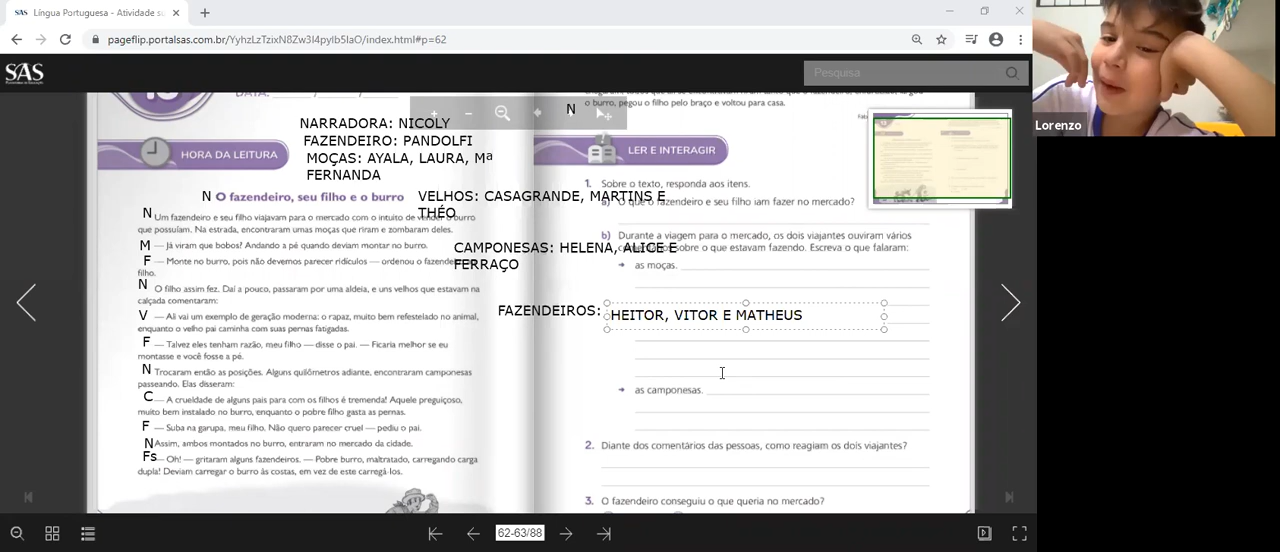 SAS Língua Portuguesa - Atividade su
pageflip.portalsas.com.br/YyhzLzTzixN8Zw3I4pyIb5IaO/index.html#p=62
SAS
Pesquisa
Lorenzo
DATA:
NARRADORA: NICOLY
FAZENDEIRO: PANDOLFI
MOÇAS: AYALA, LAURA, Mª
FERNANDA
HORA DA LEITURA
N O fazendeiro, seu filho e o burro
VELHOS: CASAGRANDE, MARTINS E
THÉO
N Um fazendeiro e seu filho viajavam para o mercado com o intuito de vender o burro
que possuíam. Na estrada, encontraram umas moças que riram e zombaram deles.
M — Já viram que bobos? Andando a pé quando deviam montar no burro.
CAMPONESAS: HELENA, ALICE E
FERRAÇO
F — Monte no burro, pois não devemos parecer ridículos — ordenou o fazendeiro
filho.
N O filho assim fez. Daí a pouco, passaram por uma aldeia, e uns velhos que estavam na
calçada comentaram:
FAZENDEIROS: HEITOR, VITOR E MATHEUS
V — Ali vai um exemplo de geração moderna: o rapaz, muito bem refestelado no animal,
enquanto o velho pai caminha com suas pernas fatigadas.
F — Talvez eles tenham razão, meu filho — disse o pai. — Ficaria melhor se eu
montasse e você fosse a pé.
N Trocaram então as posições. Alguns quilômetros adiante, encontraram camponesas
passeando. Elas disseram:
C — A crueldade de alguns pais para com os filhos é tremenda! Aquele preguiçoso,
muito bem instalado no burro, enquanto o pobre filho gasta as pernas.
F — Suba na garupa, meu filho. Não quero parecer cruel — pediu o pai.
N Assim, ambos montados no burro, entraram no mercado da cidade.
Fs — Oh! — gritaram alguns fazendeiros. — Pobre burro, maltratado, carregando carga
dupla! Deviam carregar o burro às costas, em vez de este carregá-los.
o burro, pegou o filho pelo braço e voltou para casa.
N
LER E INTERAGIR
1. Sobre o texto, responda aos itens.
a) O que o fazendeiro e seu filho iam fazer no mercado?
b) Durante a viagem para o mercado, os dois viajantes ouviram vários
comentários sobre o que estavam fazendo. Escreva o que falaram:
as moças.
as camponesas.
2. Diante dos comentários das pessoas, como reagiam os dois viajantes?
3. O fazendeiro conseguiu o que queria no mercado?
62-63/88